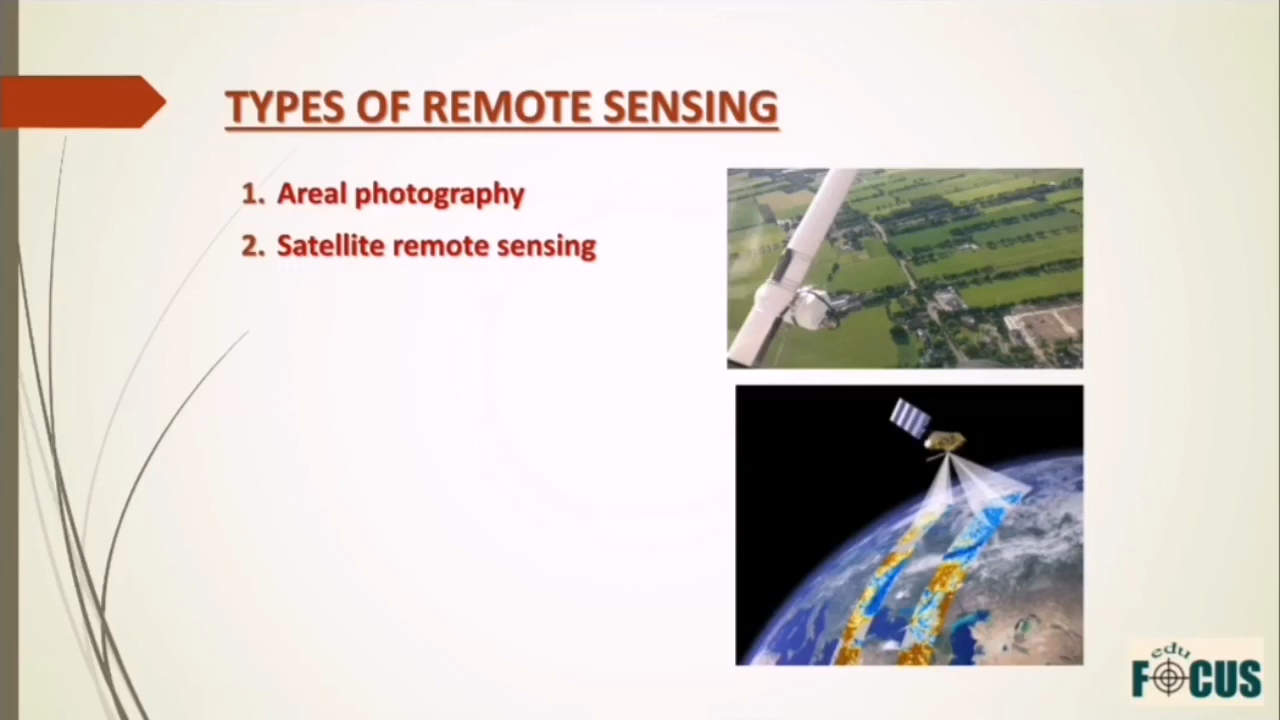 TYPES OF REMOTE SENSING
1. Areal photography
2. Satellite remote sensing
edu
FOCUS